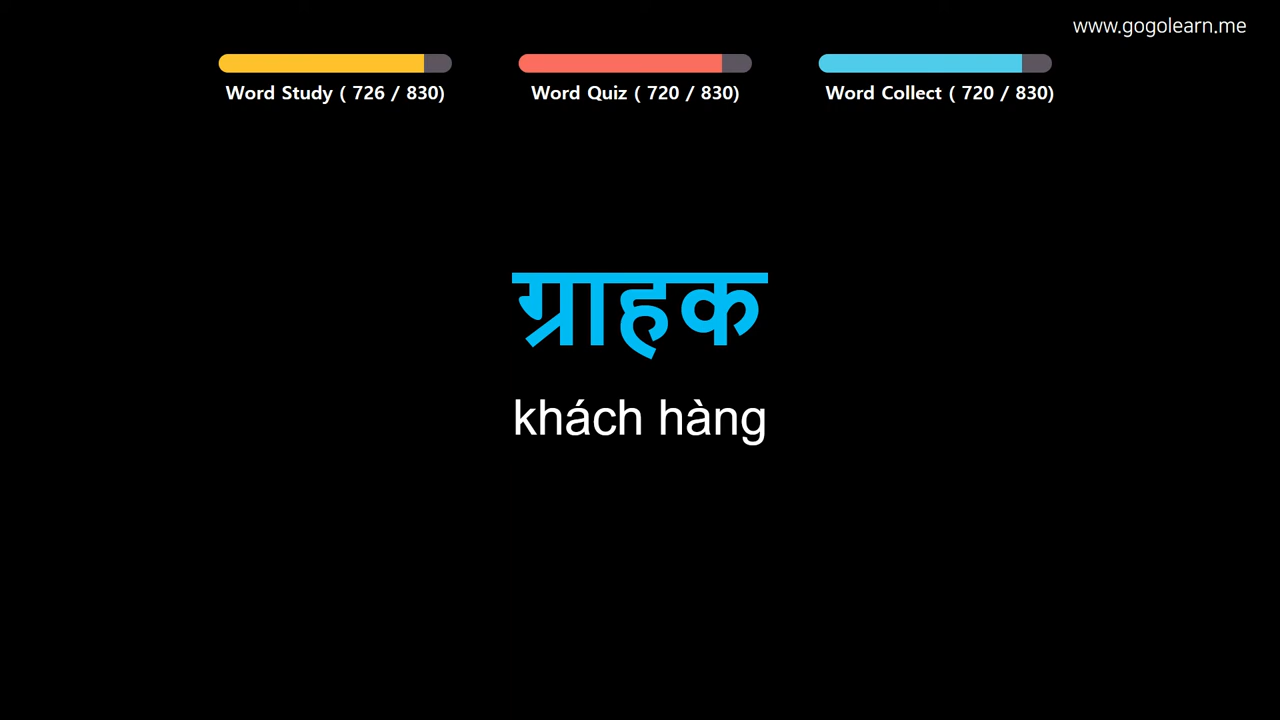 www.gogolearn.me
Word Study ( 726 / 830)
Word Quiz ( 720 / 830)
Word Collect ( 720 / 830)
ग्राहक
khách hàng